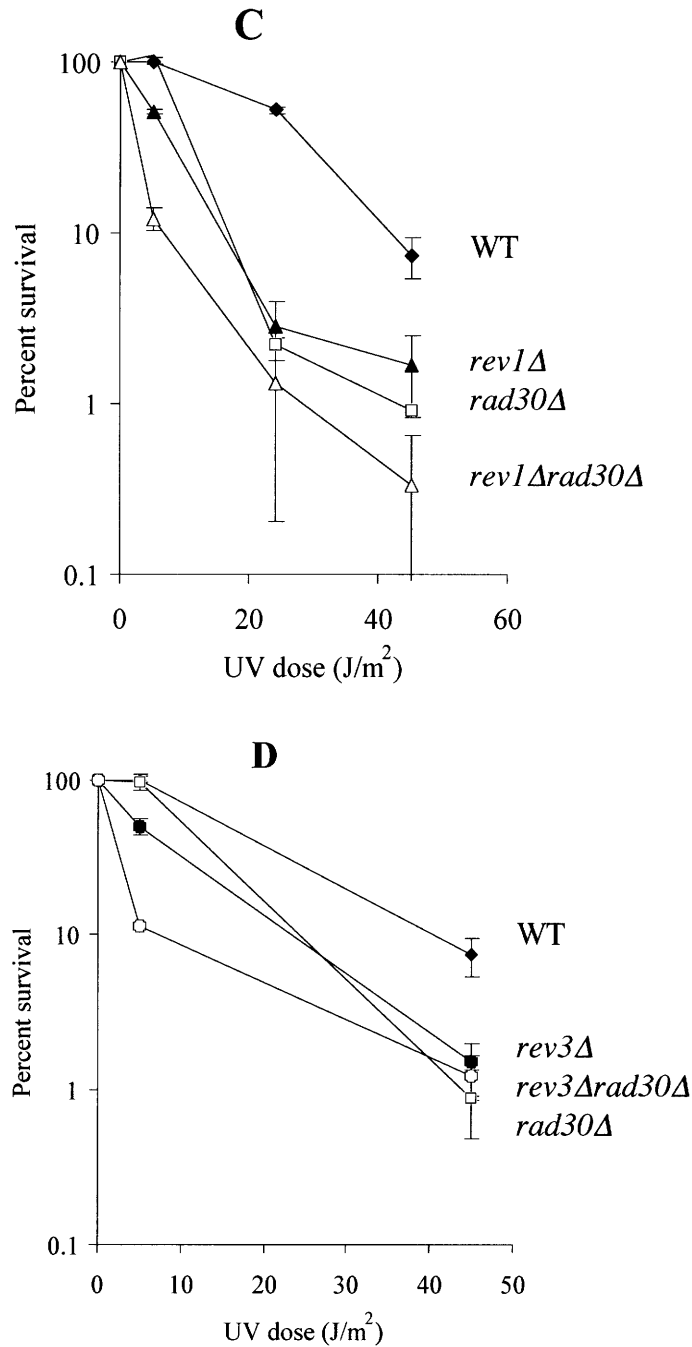 C
100
10
1
0.1
Percent survival
WT
rev1Δ
rad30Δ
rev1Δrad30Δ
0 20 40 60
UV dose (J/m²)
D
100
10
1
0.1
Percent survival
WT
rev3Δ
rev3Δrad30Δ
rad30Δ
0 10 20 30 40 50
UV dose (J/m²)